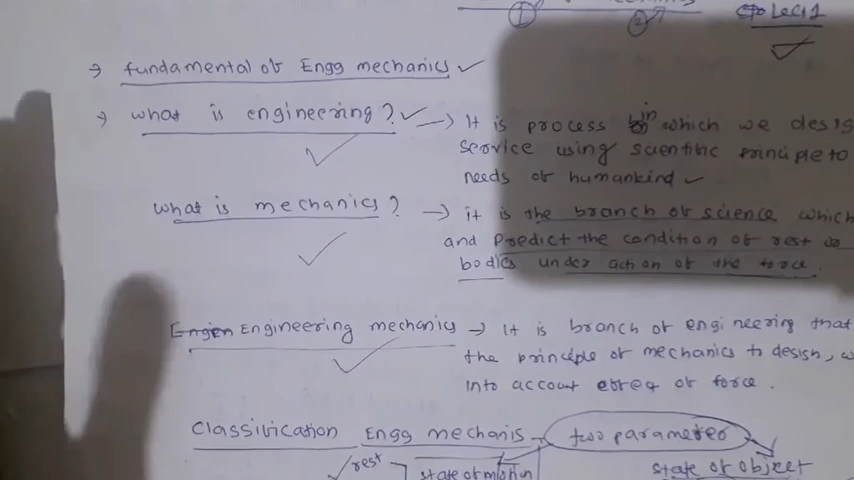 ① ② Lec 1
→ fundamental of Engg mechanics ✓
→ what is engineering? ✓ → It is process in which we desig
service using scientific principle to
needs of humankind ✓
what is mechanics? → it is the branch of science which
and Predict the condition of rest or
bodies under action of the force.
Engineering mechanics → It is branch of engineering that
the principle of mechanics to design, w
into account effect of force.
Classification Engg mechanis two parameter
rest state of motion state of object